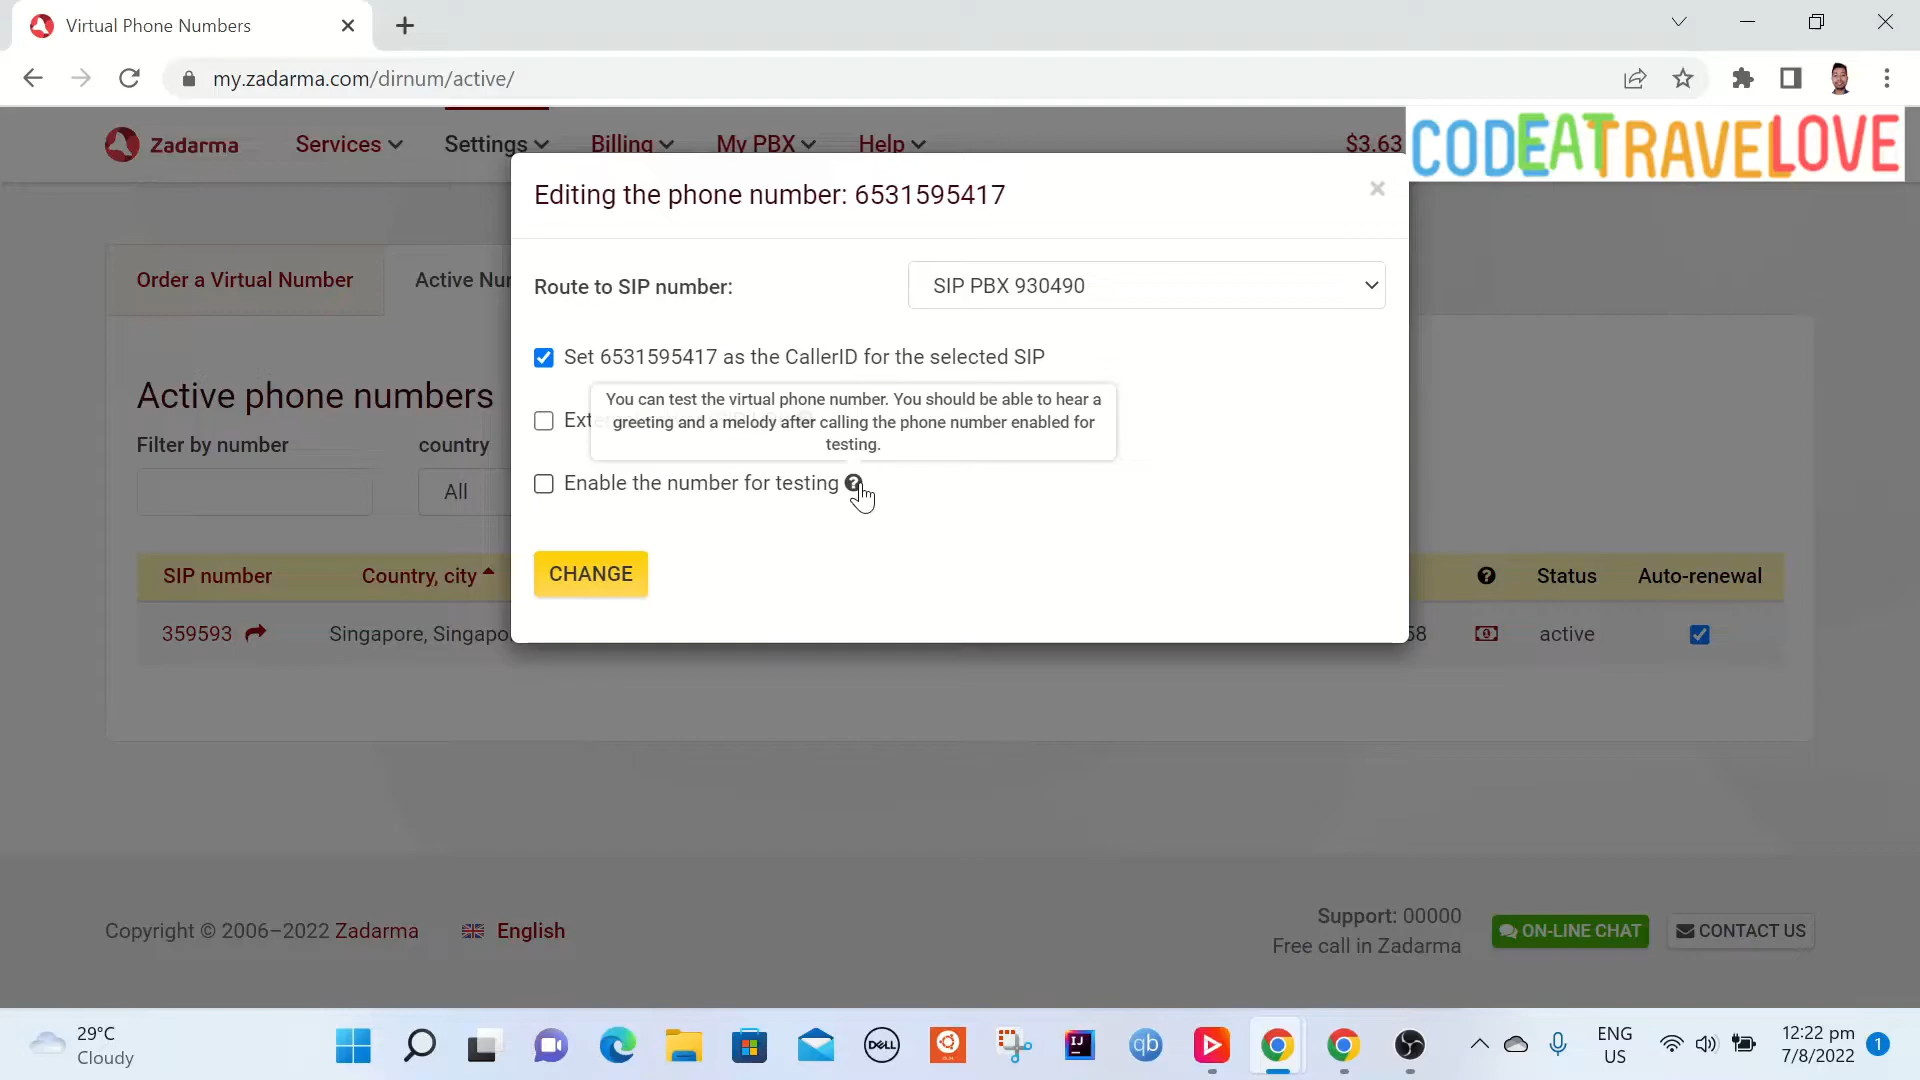 Virtual Phone Numbers
my.zadarma.com/dirnum/active/
Zadarma
Services
Settings
Billing
My PBX
Help
$3.63
CODEATTRAVELOVE
Editing the phone number: 6531595417
Order a Virtual Number
Active Nu
Route to SIP number:
SIP PBX 930490
Set 6531595417 as the CallerID for the selected SIP
Active phone numbers
You can test the virtual phone number. You should be able to hear a
greeting and a melody after calling the phone number enabled for
testing.
Ext
Filter by number
country
All
Enable the number for testing
CHANGE
SIP number
Country, city
Status
Auto-renewal
359593
Singapore, Singapo
58
active
Copyright © 2006–2022 Zadarma
English
Support: 00000
Free call in Zadarma
ON-LINE CHAT
CONTACT US
29°C
Cloudy
DELL
IJ
qb
ENG
US
12:22 pm
7/8/2022
1